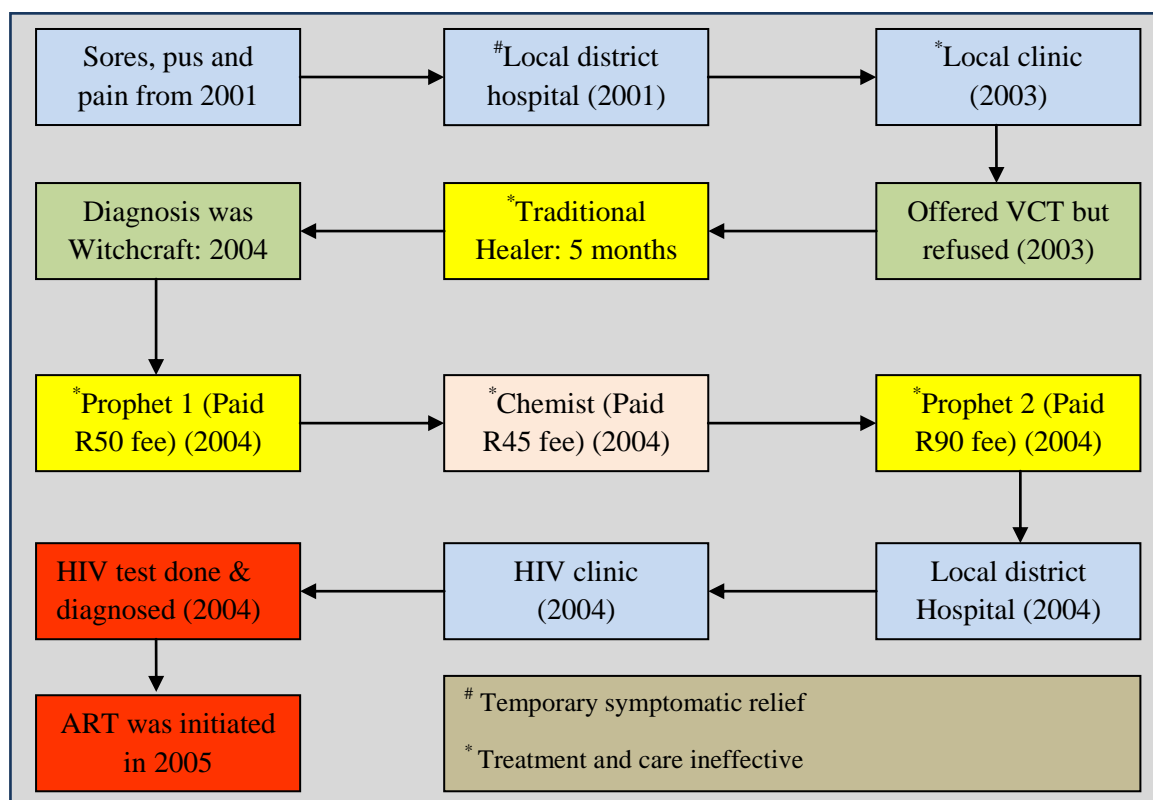 Sores, pus and
pain from 2001
#Local district
hospital (2001)
*Local clinic
(2003)
Offered VCT but
refused (2003)
*Traditional
Healer: 5 months
Diagnosis was
Witchcraft: 2004
*Prophet 1 (Paid
R50 fee) (2004)
*Chemist (Paid
R45 fee) (2004)
*Prophet 2 (Paid
R90 fee) (2004)
Local district
Hospital (2004)
HIV clinic
(2004)
HIV test done &
diagnosed (2004)
ART was initiated
in 2005
# Temporary symptomatic relief
* Treatment and care ineffective